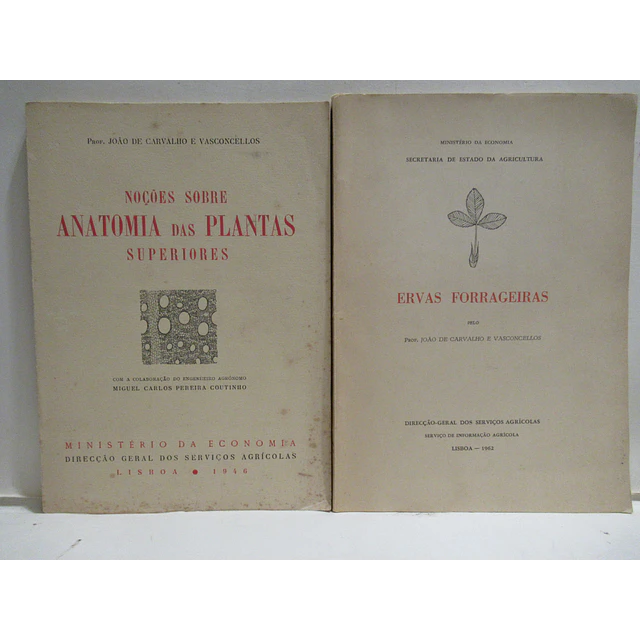 Prof. JOÃO DE CARVALHO E VASCONCELLOS
NOÇÕES SOBRE
ANATOMIA DAS PLANTAS
SUPERIORES
COM A COLABORAÇÃO DO ENGENHEIRO AGRÓNOMO
MIGUEL CARLOS PEREIRA COUTINHO
MINISTÉRIO DA ECONOMIA
DIRECÇÃO GERAL DOS SERVIÇOS AGRÍCOLAS
LISBOA • 1946
MINISTÉRIO DA ECONOMIA
SECRETARIA DE ESTADO DA AGRICULTURA
ERVAS FORRAGEIRAS
PELO
Prof. JOÃO DE CARVALHO E VASCONCELLOS
DIRECÇÃO-GERAL DOS SERVIÇOS AGRÍCOLAS
SERVIÇO DE INFORMAÇÃO AGRÍCOLA
LISBOA — 1962